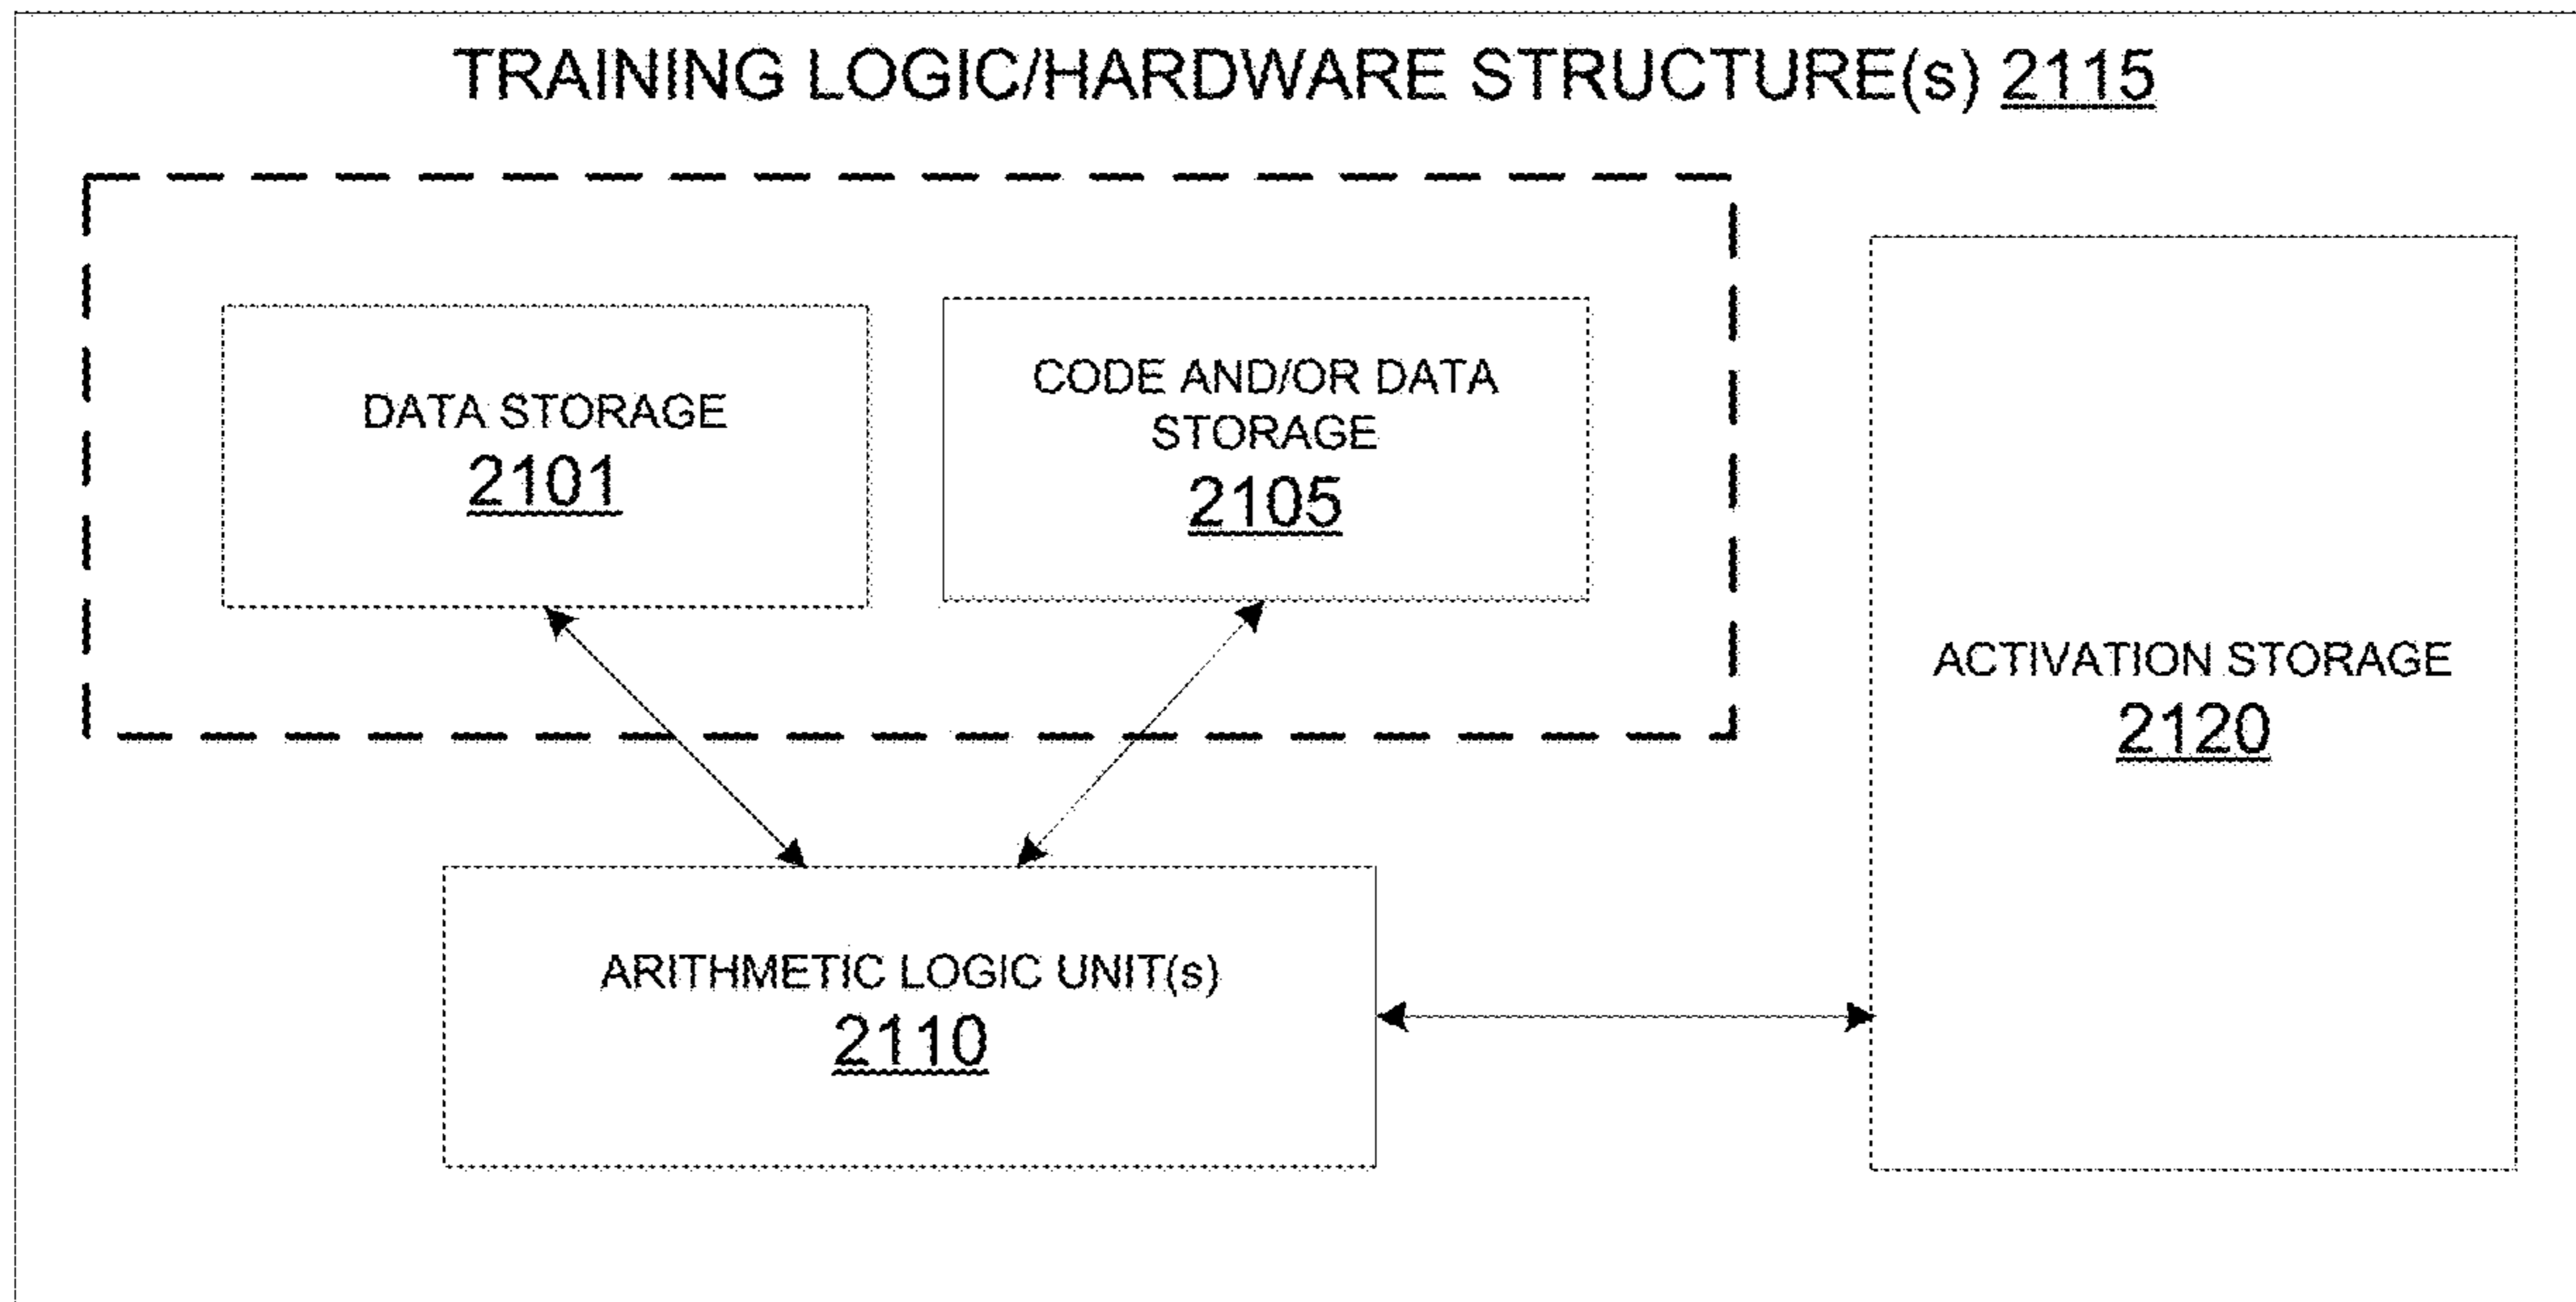 TRAINING LOGIC/HARDWARE STRUCTURE(s) 2115
DATA STORAGE
2101
CODE AND/OR DATA
STORAGE
2105
ACTIVATION STORAGE
2120
ARITHMETIC LOGIC UNIT(s)
2110